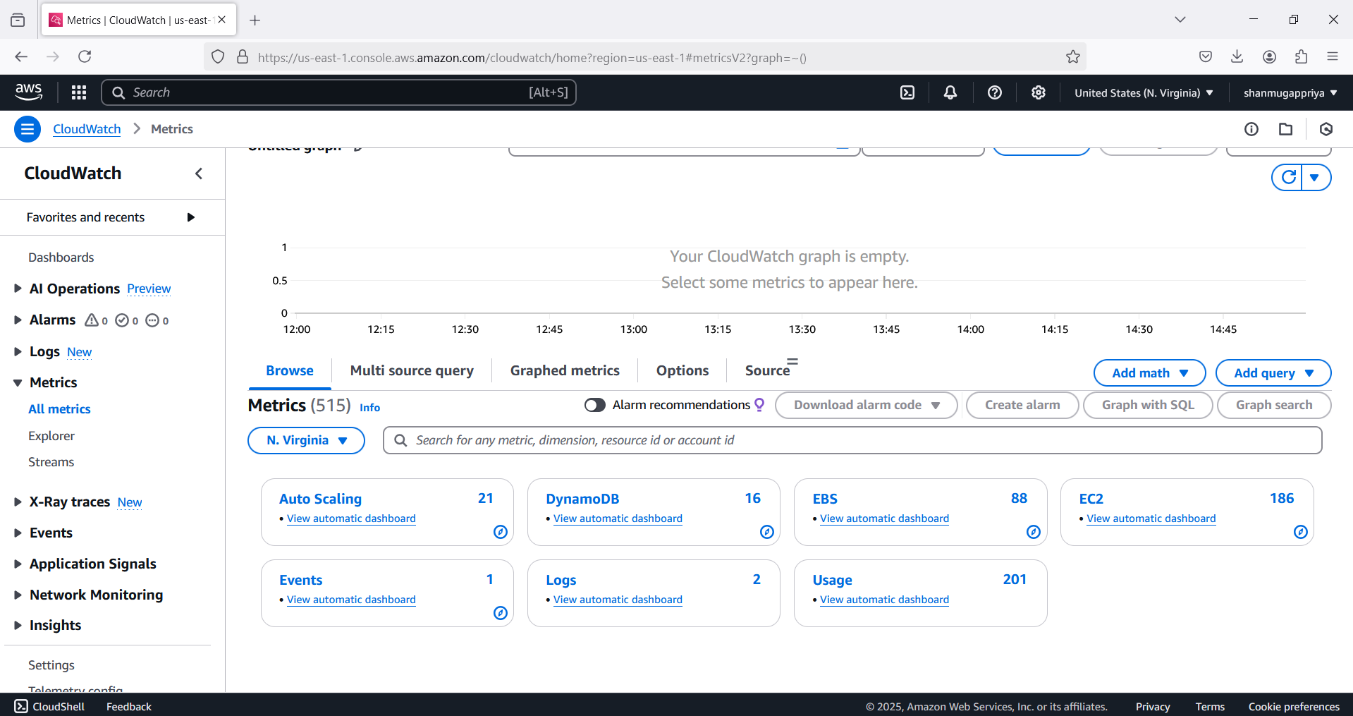 Metrics | CloudWatch | us-east-
https://us-east-1.console.aws.amazon.com/cloudwatch/home?region=us-east-1#metricsV2?graph=~()
aws
Search [Alt+S]
United States (N. Virginia)
shanmugappriya
CloudWatch
Metrics
CloudWatch
Favorites and recents
Dashboards
AI Operations Preview
Alarms 0 0 0
Logs New
Metrics
All metrics
Explorer
Streams
X-Ray traces New
Events
Application Signals
Network Monitoring
Insights
Settings
Telemetry config
Untitled graph
1
0.5
0
Your CloudWatch graph is empty.
Select some metrics to appear here.
12:00 12:15 12:30 12:45 13:00 13:15 13:30 13:45 14:00 14:15 14:30 14:45
Browse
Multi source query
Graphed metrics
Options
Source
Add math
Add query
Metrics (515) Info
Alarm recommendations
Download alarm code
Create alarm
Graph with SQL
Graph search
N. Virginia
Search for any metric, dimension, resource id or account id
Auto Scaling 21
• View automatic dashboard
DynamoDB 16
• View automatic dashboard
EBS 88
• View automatic dashboard
EC2 186
• View automatic dashboard
Events 1
• View automatic dashboard
Logs 2
• View automatic dashboard
Usage 201
• View automatic dashboard
CloudShell
Feedback
© 2025, Amazon Web Services, Inc. or its affiliates.
Privacy
Terms
Cookie preferences